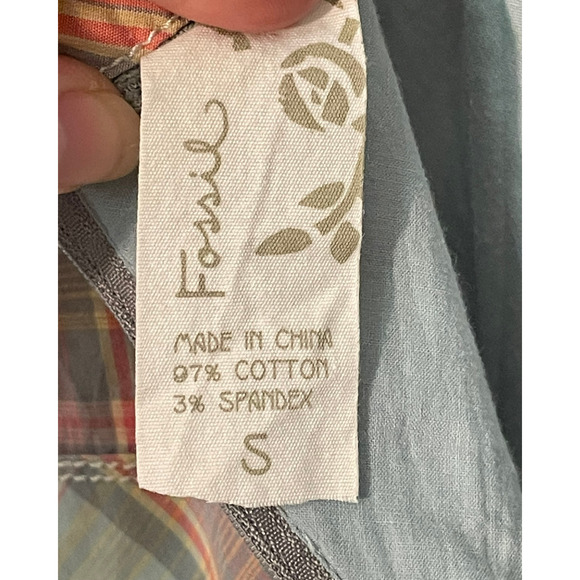 Fossil
MADE IN CHINA
97% COTTON
3% SPANDEX
S